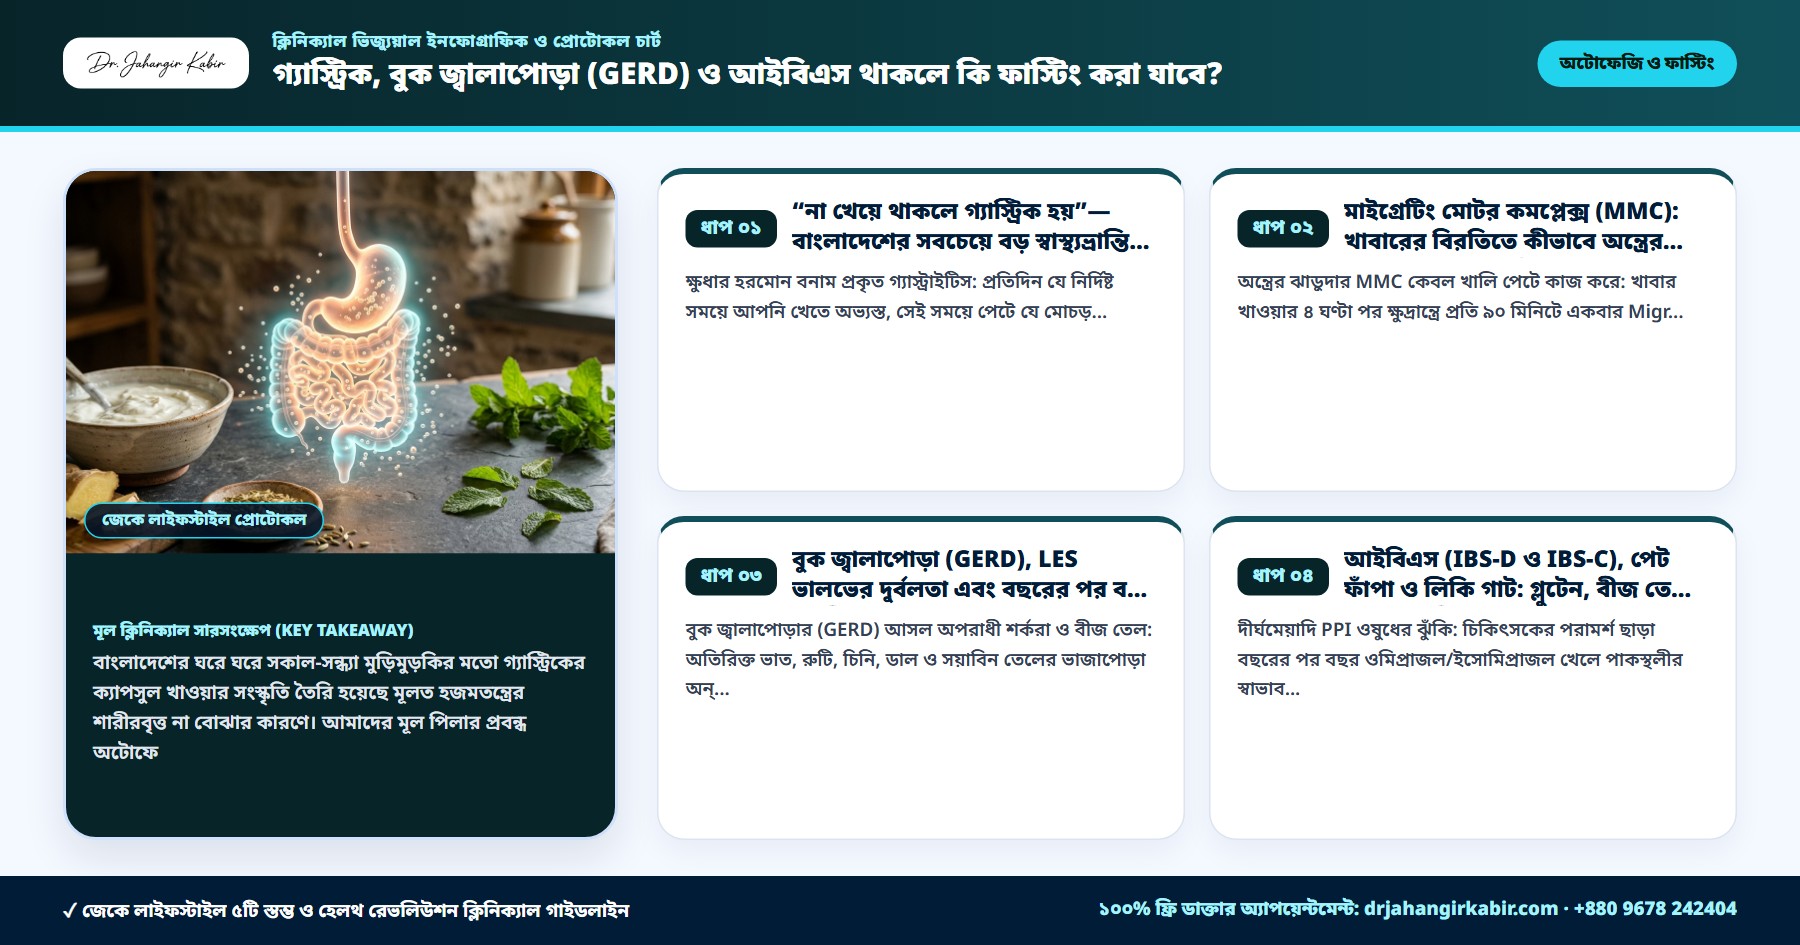 Dr. Jahangir Kabir
ক্লিনিক্যাল ভিজ্যুয়াল ইনফোগ্রাফিক ও প্রোটোকল চার্ট
গ্যাস্ট্রিক, বুক জ্বালাপোড়া (GERD) ও আইবিএস থাকলে কি ফাস্টিং করা যাবে?
অটোফেজি ও ফাস্টিং
জেকে লাইফস্টাইল প্রোটোকল
মূল ক্লিনিক্যাল সারসংক্ষেপ (KEY TAKEAWAY)
বাংলাদেশের ঘরে ঘরে সকাল-সন্ধ্যা মুড়িমুড়কির মতো গ্যাস্ট্রিকের
ক্যাপসুল খাওয়ার সংস্কৃতি তৈরি হয়েছে মূলত হজমতন্ত্রের
শারীরবৃত্ত না বোঝার কারণে। আমাদের মূল পিলার প্রবন্ধ
অটোফে
ধাপ ০১
“না খেয়ে থাকলে গ্যাস্ট্রিক হয়”—
বাংলাদেশের সবচেয়ে বড় স্বাস্থ্যভ্রান্তি...
ক্ষুধার হরমোন বনাম প্রকৃত গ্যাস্ট্রাইটিস: প্রতিদিন যে নির্দিষ্ট
সময়ে আপনি খেতে অভ্যস্ত, সেই সময়ে পেটে যে মোচড়...
ধাপ ০২
মাইগ্রেটিং মোটর কমপ্লেক্স (MMC):
খাবারের বিরতিতে কীভাবে অন্ত্রের...
অন্ত্রের ঝাড়ুদার MMC কেবল খালি পেটে কাজ করে: খাবার
খাওয়ার ৪ ঘণ্টা পর ক্ষুদ্রান্ত্রে প্রতি ৯০ মিনিটে একবার Migr...
ধাপ ০৩
বুক জ্বালাপোড়া (GERD), LES
ভালভের দুর্বলতা এবং বছরের পর ব...
বুক জ্বালাপোড়ার (GERD) আসল অপরাধী শর্করা ও বীজ তেল:
অতিরিক্ত ভাত, রুটি, চিনি, ডাল ও সয়াবিন তেলের ভাজাপোড়া
অন্...
ধাপ ০৪
আইবিএস (IBS-D ও IBS-C), পেট
ফাঁপা ও লিকি গাট: গ্লুটেন, বীজ তে...
দীর্ঘমেয়াদি PPI ওষুধের ঝুঁকি: চিকিৎসকের পরামর্শ ছাড়া
বছরের পর বছর ওমিপ্রাজল/ইসোমিপ্রাজল খেলে পাকস্থলীর
স্বাভাব...
✓ জেকে লাইফস্টাইল ৫টি স্তম্ভ ও হেলথ রেভলিউশন ক্লিনিক্যাল গাইডলাইন
১০০% ফ্রি ডাক্তার অ্যাপয়েন্টমেন্ট: drjahangirkabir.com · +880 9678 242404